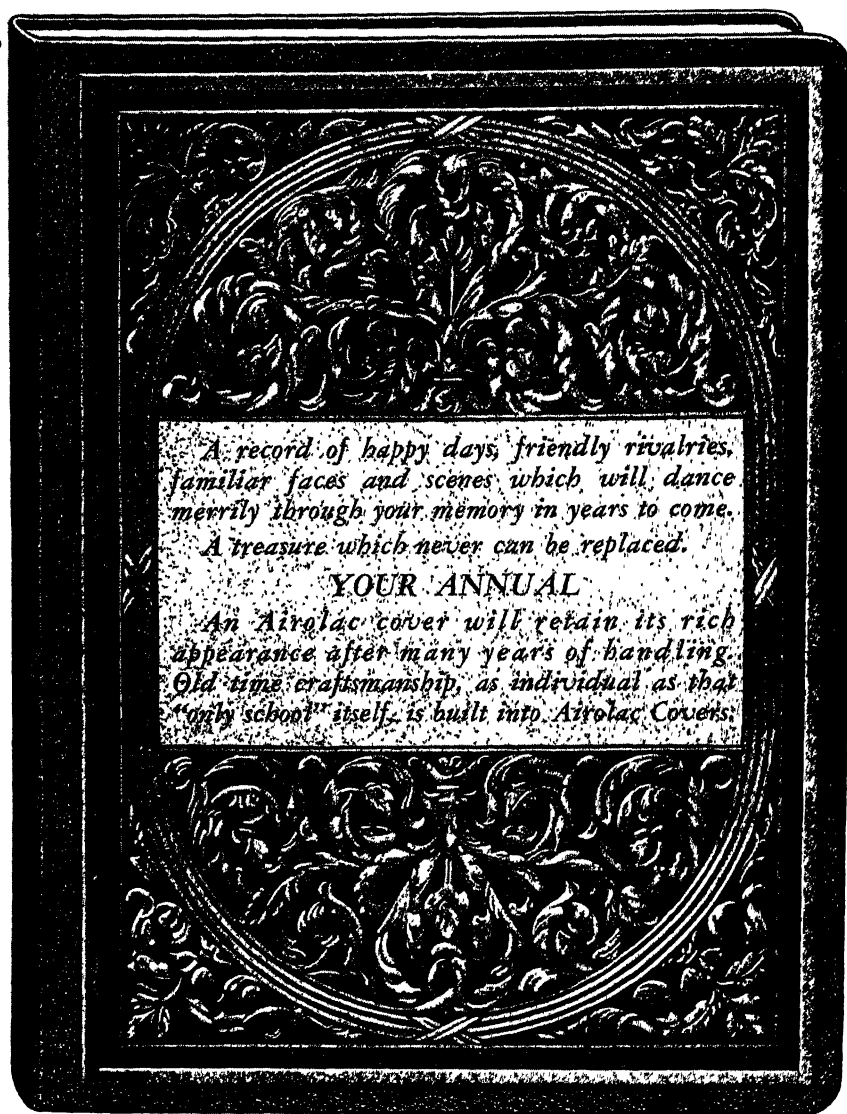 A record of happy days, friendly rivalries,
familiar faces and scenes which will dance
merrily through your memory in years to come.
A treasure which never can be replaced.
YOUR ANNUAL
An Airolac cover will retain its rich
appearance after many years of handling.
Old time craftsmanship, as individual as that
"only school" itself, is built into Airolac Covers.